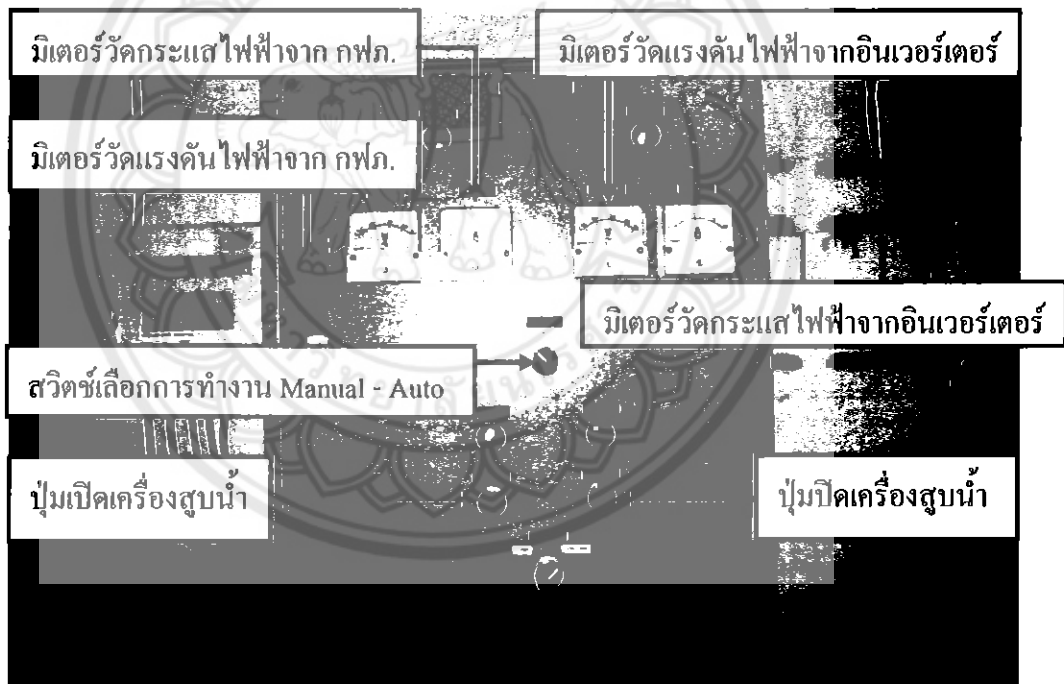 มิเตอร์วัดกระแสไฟฟ้าจาก กฟภ.
มิเตอร์วัดแรงดันไฟฟ้าจากอินเวอร์เตอร์
มิเตอร์วัดแรงดันไฟฟ้าจาก กฟภ.
มิเตอร์วัดกระแสไฟฟ้าจากอินเวอร์เตอร์
สวิตช์เลือกการทำงาน Manual - Auto
ปุ่มเปิดเครื่องสูบน้ำ
ปุ่มปิดเครื่องสูบน้ำ